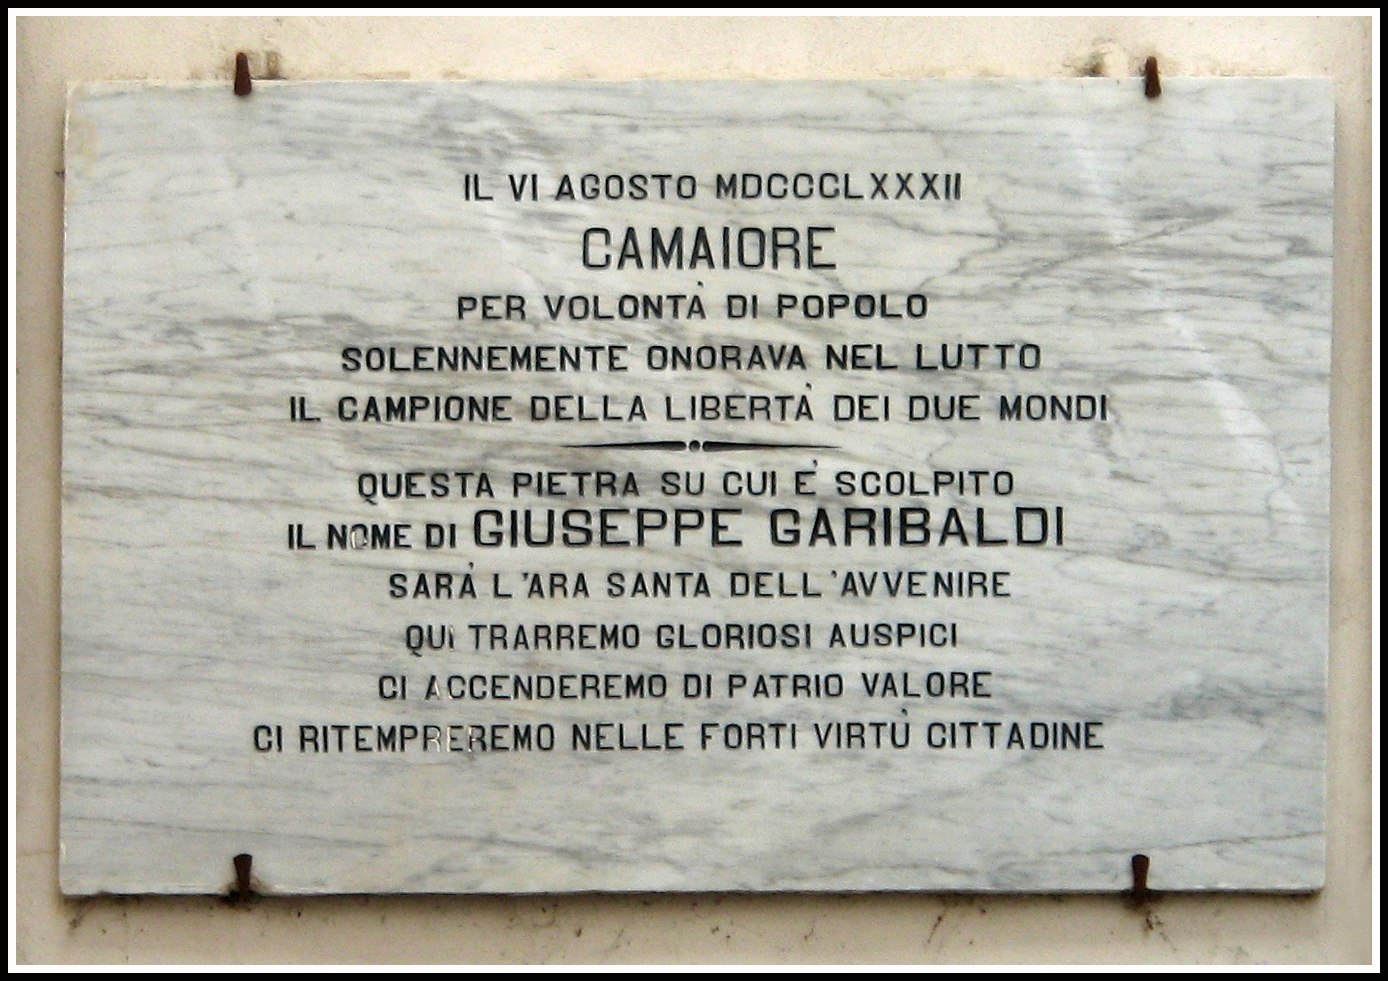 IL VI AGOSTO MDCCCLXXXII
CAMAIORE
PER VOLONTÀ DI POPOLO
SOLENNEMENTE ONORAVA NEL LUTTO
IL CAMPIONE DELLA LIBERTÀ DEI DUE MONDI
QUESTA PIETRA SU CUI E' SCOLPITO
IL NOME DI GIUSEPPE GARIBALDI
SARÀ L'ARA SANTA DELL'AVVENIRE
QUI TRARREMO GLORIOSI AUSPICI
CI ACCENDEREMO DI PATRIO VALORE
CI RITEMPREREMO NELLE FORTI VIRTÙ CITTADINE